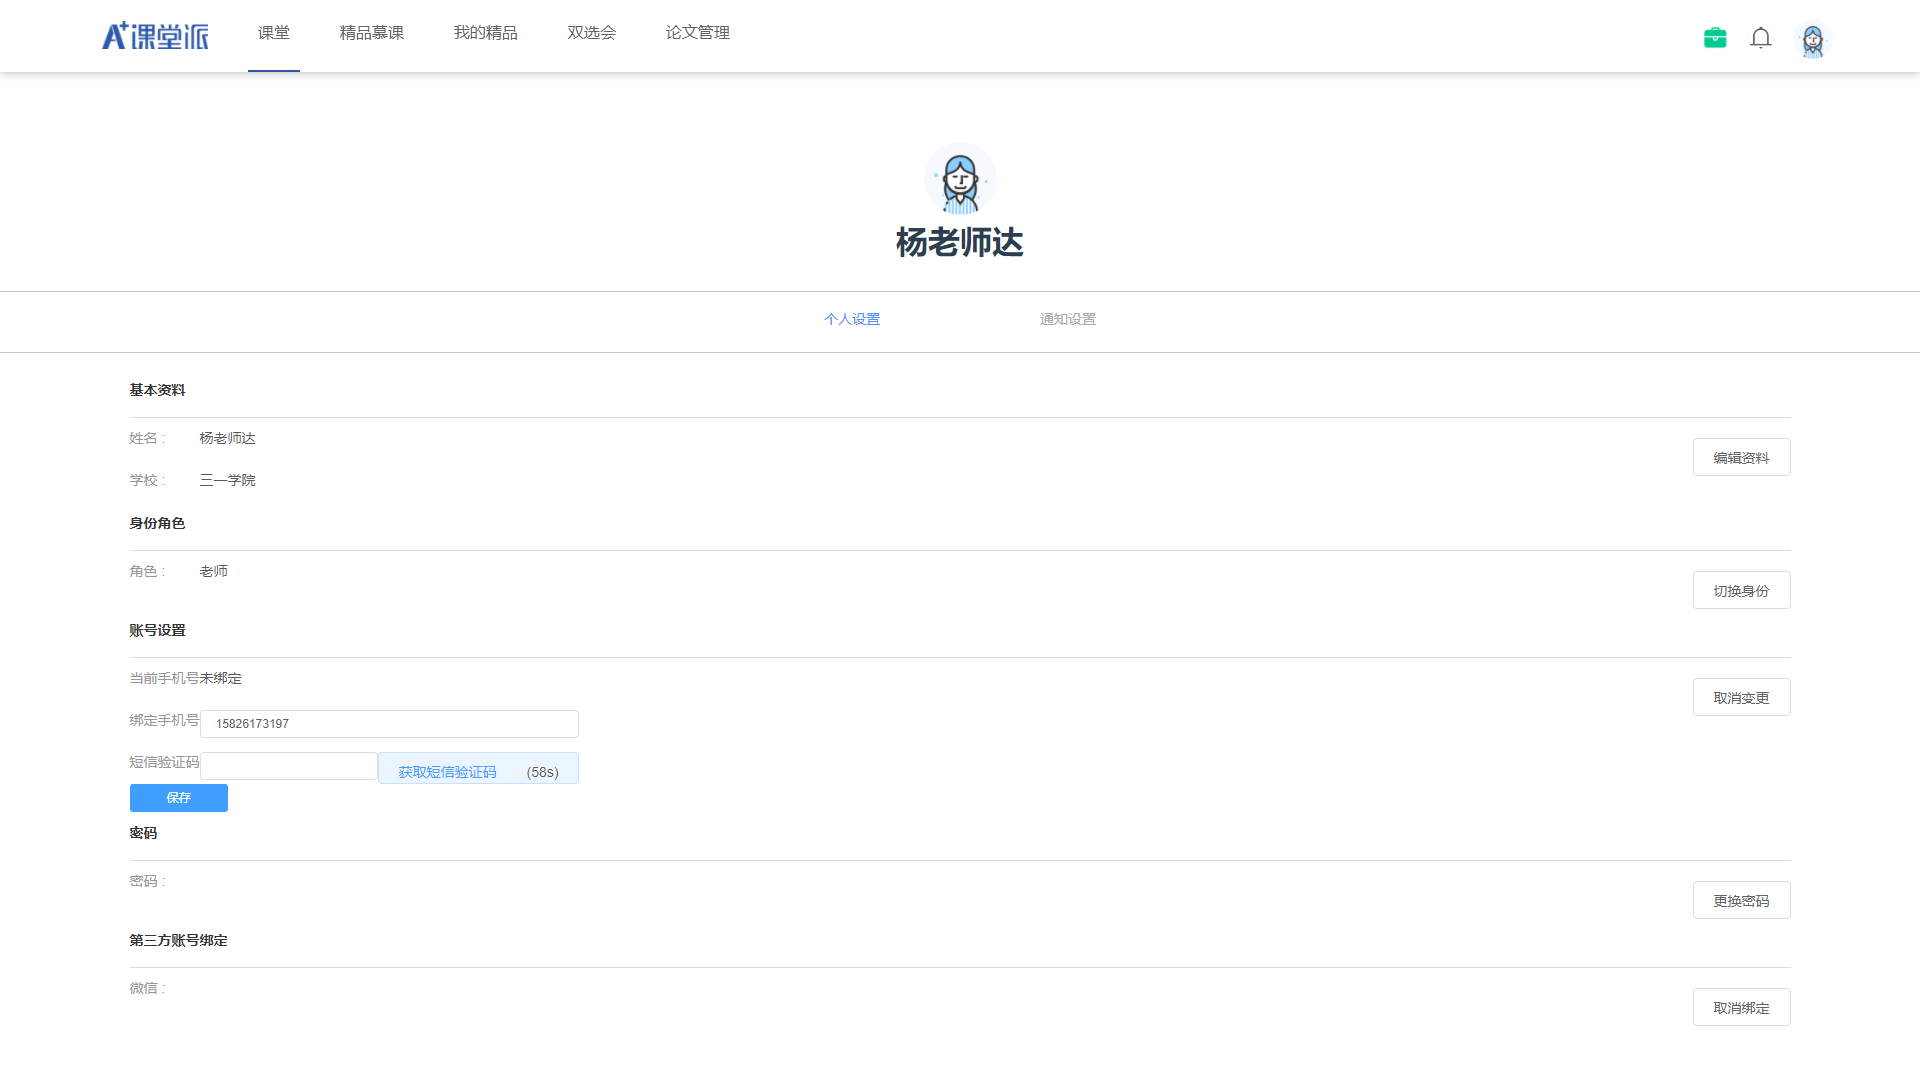 A+课堂派 课堂 精品慕课 我的精品 双选会 论文管理
杨老师达
个人设置 通知设置
基本资料
姓名 : 杨老师达
编辑资料
学校 : 三一学院
身份角色
角色 : 老师
切换身份
账号设置
当前手机号未绑定
取消变更
绑定手机号 15826173197
短信验证码 获取短信验证码 (58s)
保存
密码
密码 :
更换密码
第三方账号绑定
微信 :
取消绑定